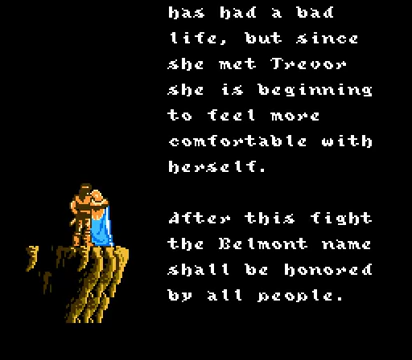 has had a bad
life, but since
she met Trevor
she is beginning
to feel more
comfortable with
herself.
After this fight
the Belmont name
shall be honored
by all people.